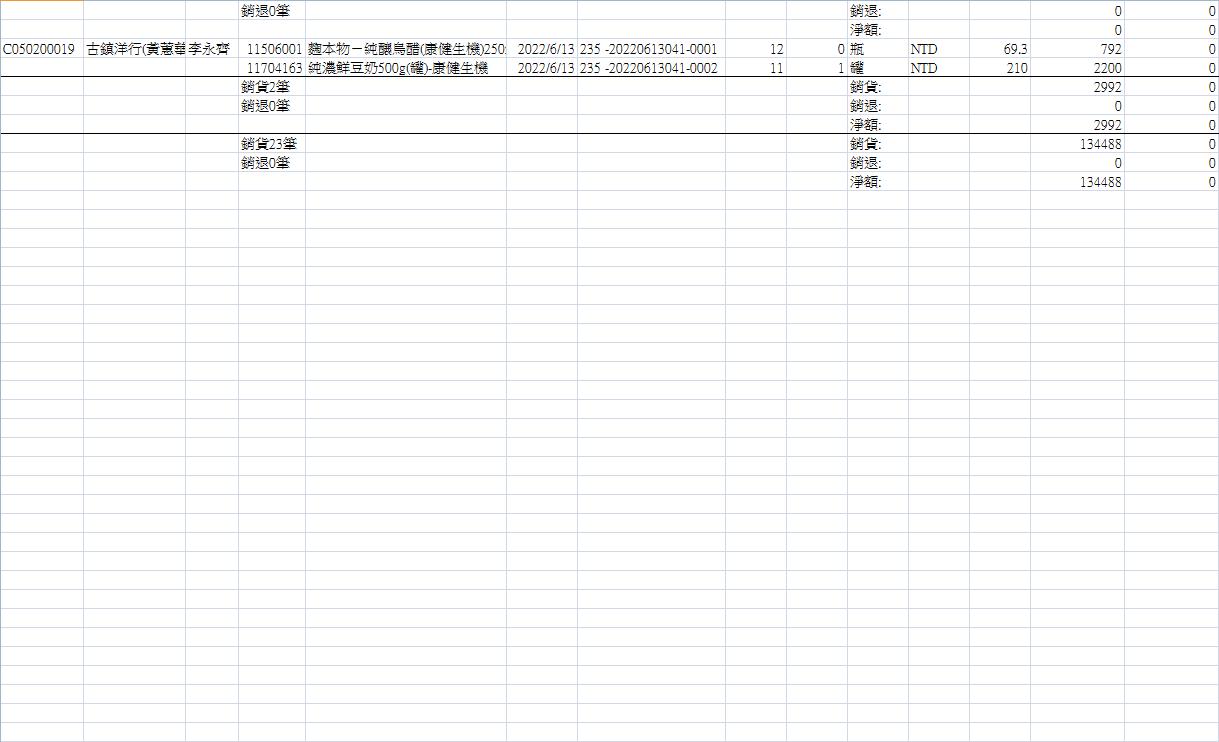 銷退0筆 銷退: 0 0
淨額: 0 0
C050200019 古鎮洋行(黃蕙華 李永齊 11506001 麴本物－純釀烏醋(康健生機)250 2022/6/13 235 -20220613041-0001 12 0 瓶 NTD 69.3 792 0
11704163 純濃鮮豆奶500g(罐)-康健生機 2022/6/13 235 -20220613041-0002 11 1 罐 NTD 210 2200 0
銷貨2筆 銷貨: 2992 0
銷退0筆 銷退: 0 0
淨額: 2992 0
銷貨23筆 銷貨: 134488 0
銷退0筆 銷退: 0 0
淨額: 134488 0